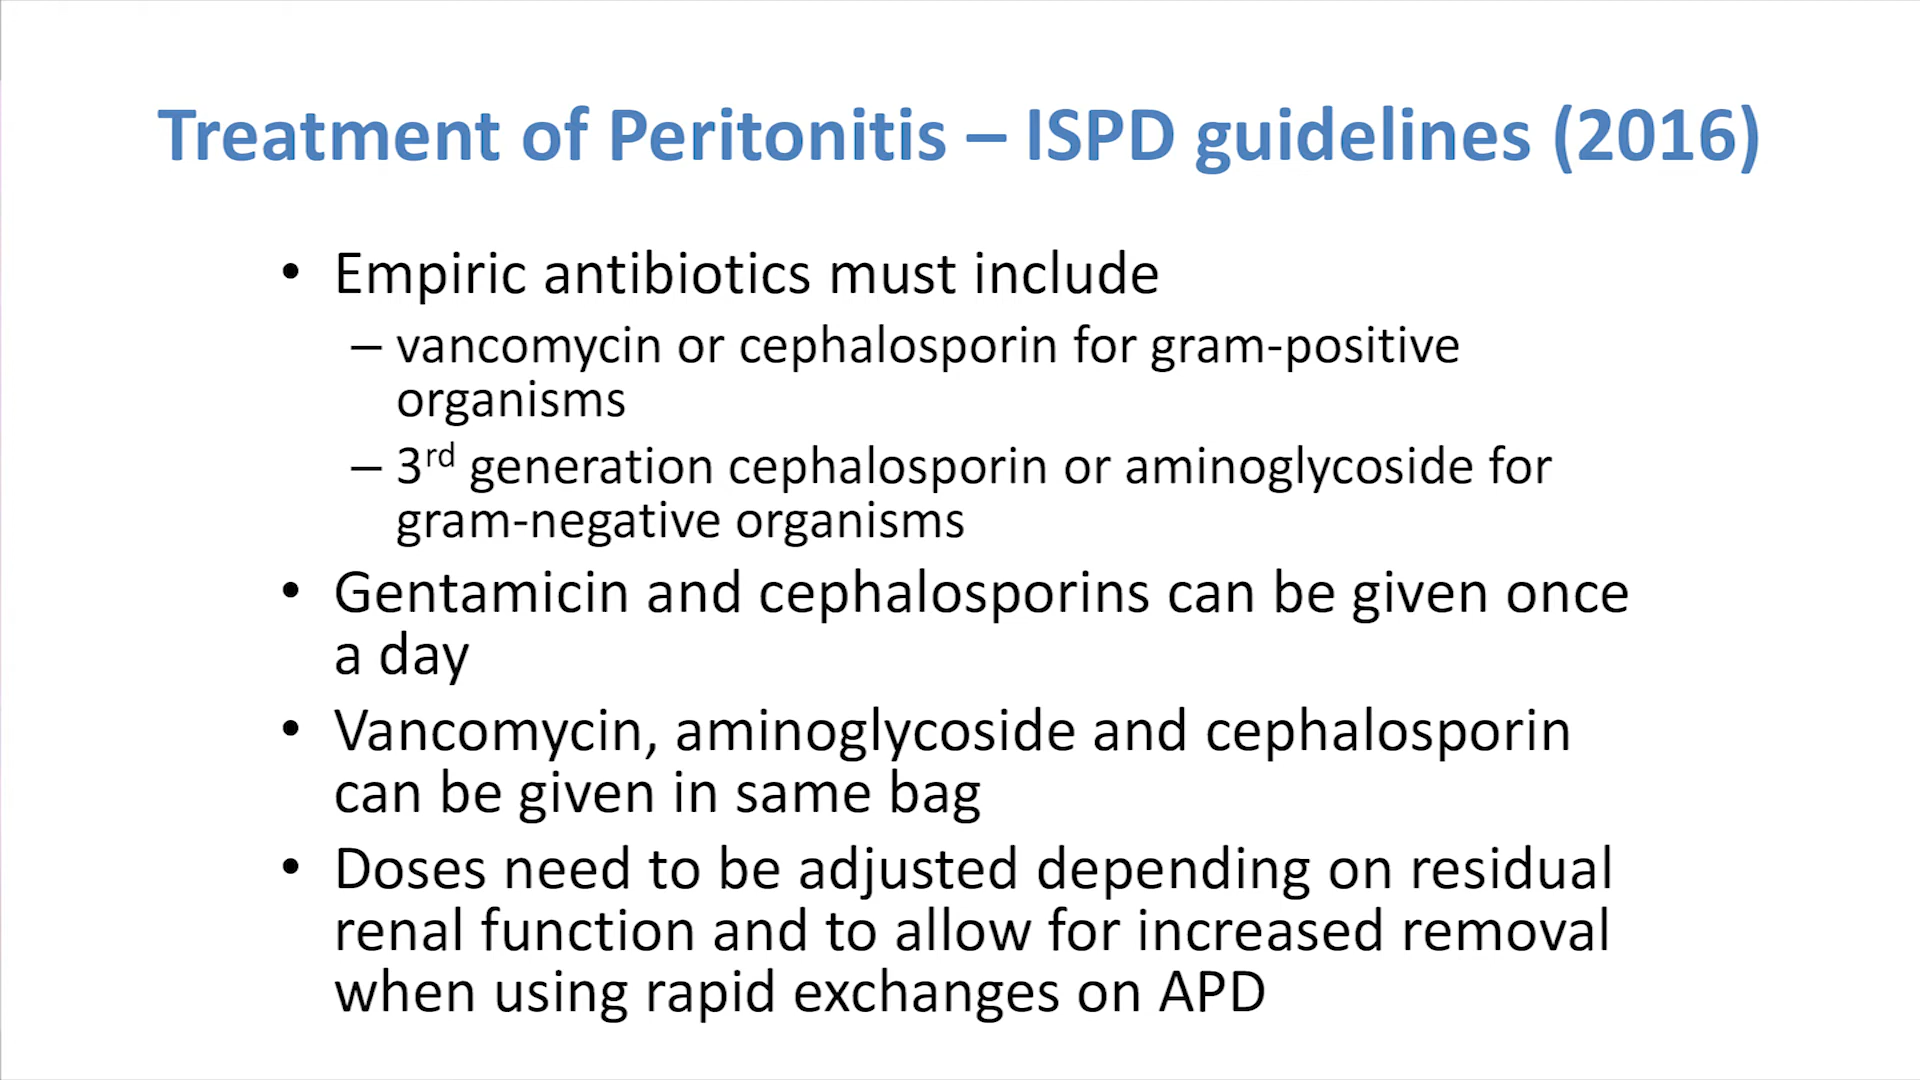 Treatment of Peritonitis – ISPD guidelines (2016)
• Empiric antibiotics must include
– vancomycin or cephalosporin for gram-positive
organisms
– 3rd generation cephalosporin or aminoglycoside for
gram-negative organisms
• Gentamicin and cephalosporins can be given once
a day
• Vancomycin, aminoglycoside and cephalosporin
can be given in same bag
• Doses need to be adjusted depending on residual
renal function and to allow for increased removal
when using rapid exchanges on APD